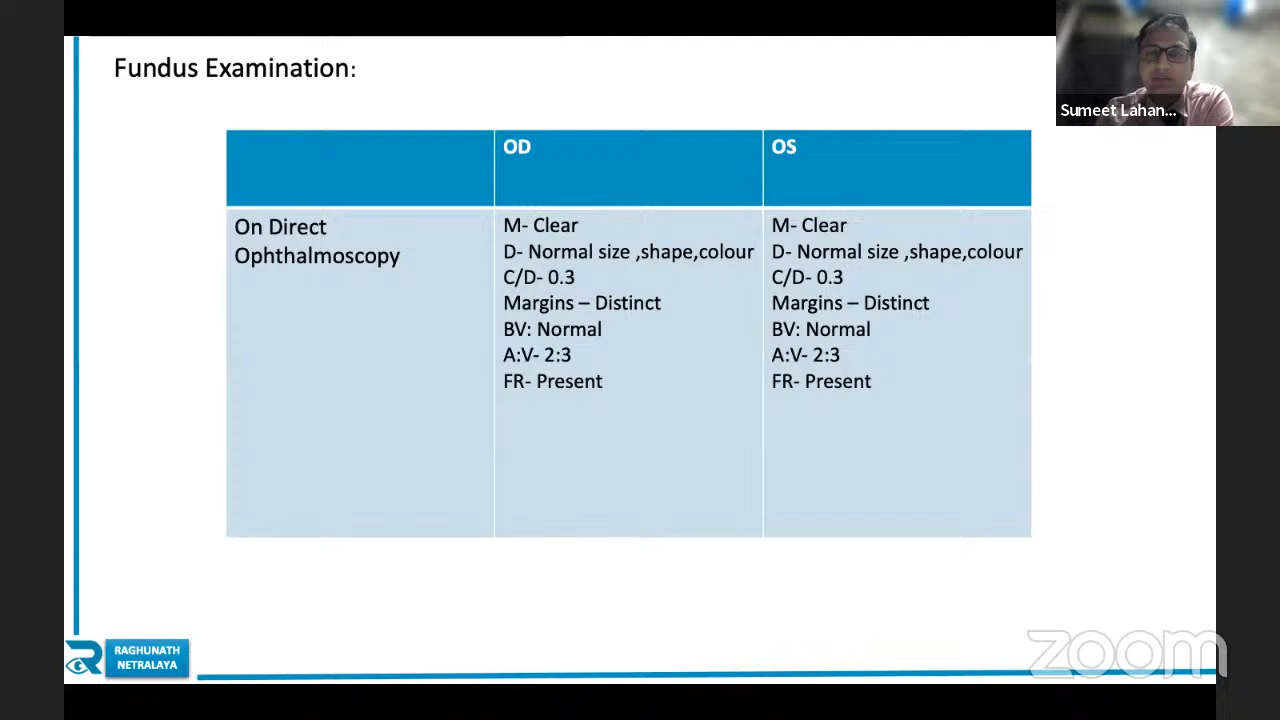 Fundus Examination:
Sumeet Lahan...
OD
OS
On Direct
Ophthalmoscopy
M- Clear
D- Normal size ,shape,colour
C/D- 0.3
Margins – Distinct
BV: Normal
A:V- 2:3
FR- Present
M- Clear
D- Normal size ,shape,colour
C/D- 0.3
Margins – Distinct
BV: Normal
A:V- 2:3
FR- Present
RAGHUNATH
NETRALAYA
zoom